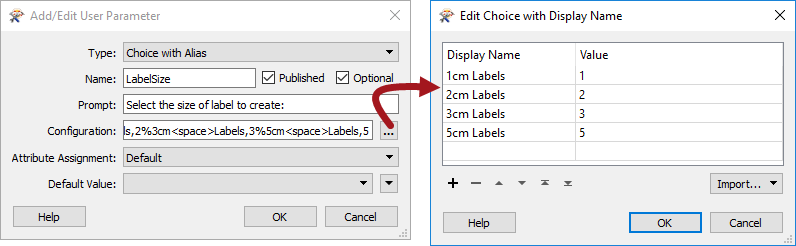 Add/Edit User Parameter
Type: Choice with Alias
Name: LabelSize Published Optional
Prompt: Select the size of label to create:
Configuration: ls,2%3cm<space>Labels,3%5cm<space>Labels,5 ...
Attribute Assignment: Default
Default Value:
Help OK Cancel
Edit Choice with Display Name
Display Name Value
1cm Labels 1
2cm Labels 2
3cm Labels 3
5cm Labels 5
Import...
Help OK Cancel